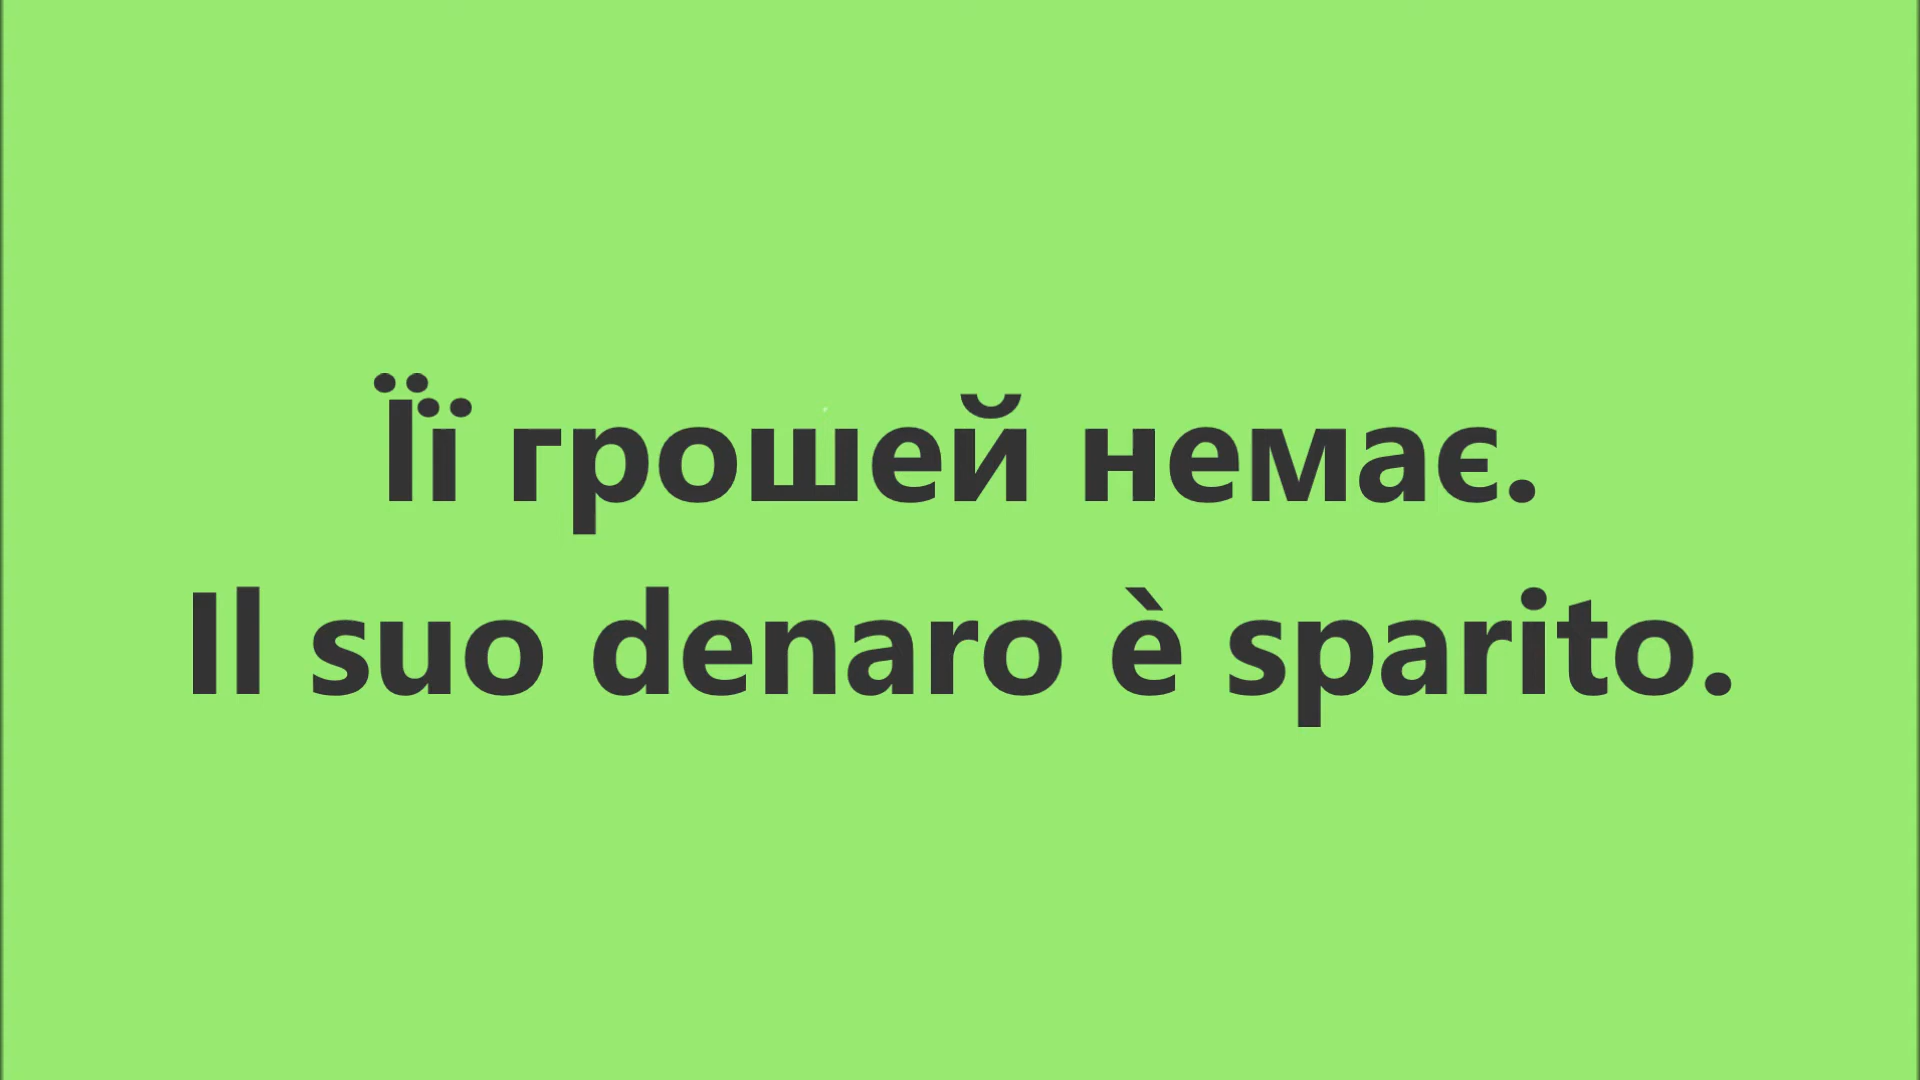 Її грошей немає.
Il suo denaro è sparito.